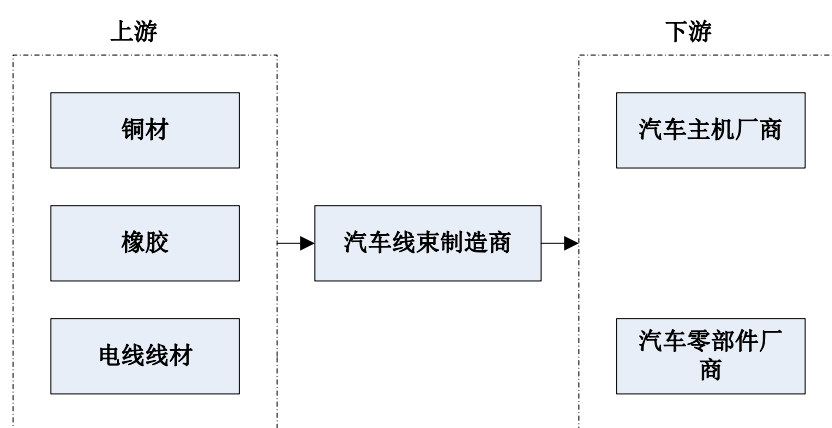 上游
下游
铜材
汽车主机厂商
橡胶
汽车线束制造商
电线线材
汽车零部件厂
商